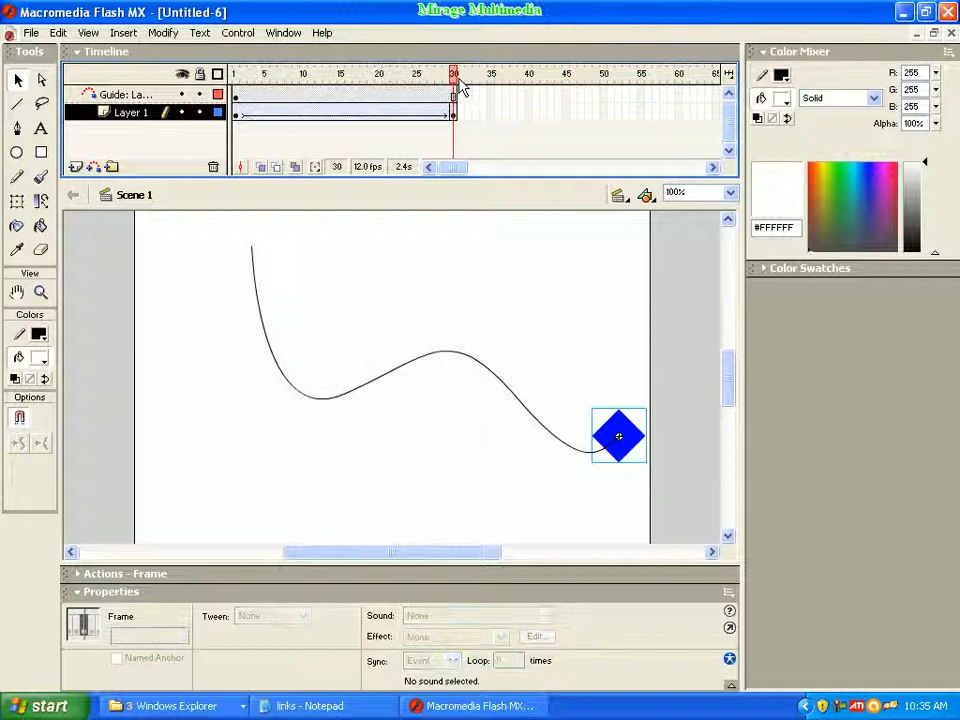 Macromedia Flash MX - [Untitled-6]
Mirage Multimedia
File Edit View Insert Modify Text Control Window Help
Tools
Timeline
Color Mixer
1 5 10 15 20 25 30 35 40 45 50 55 60 65
Guide: La...
Layer 1
30 12.0 fps 2.4s
R: 255
G: 255
B: 255
Solid
Alpha: 100%
#FFFFFF
Color Swatches
Scene 1
100%
View
Colors
Options
Actions - Frame
Properties
Frame
Tween: None
Sound: None
Effect: None
Edit...
Named Anchor
Sync: Event
Loop: 0 times
No sound selected.
start
3 Windows Explorer
links - Notepad
Macromedia Flash MX...
10:35 AM